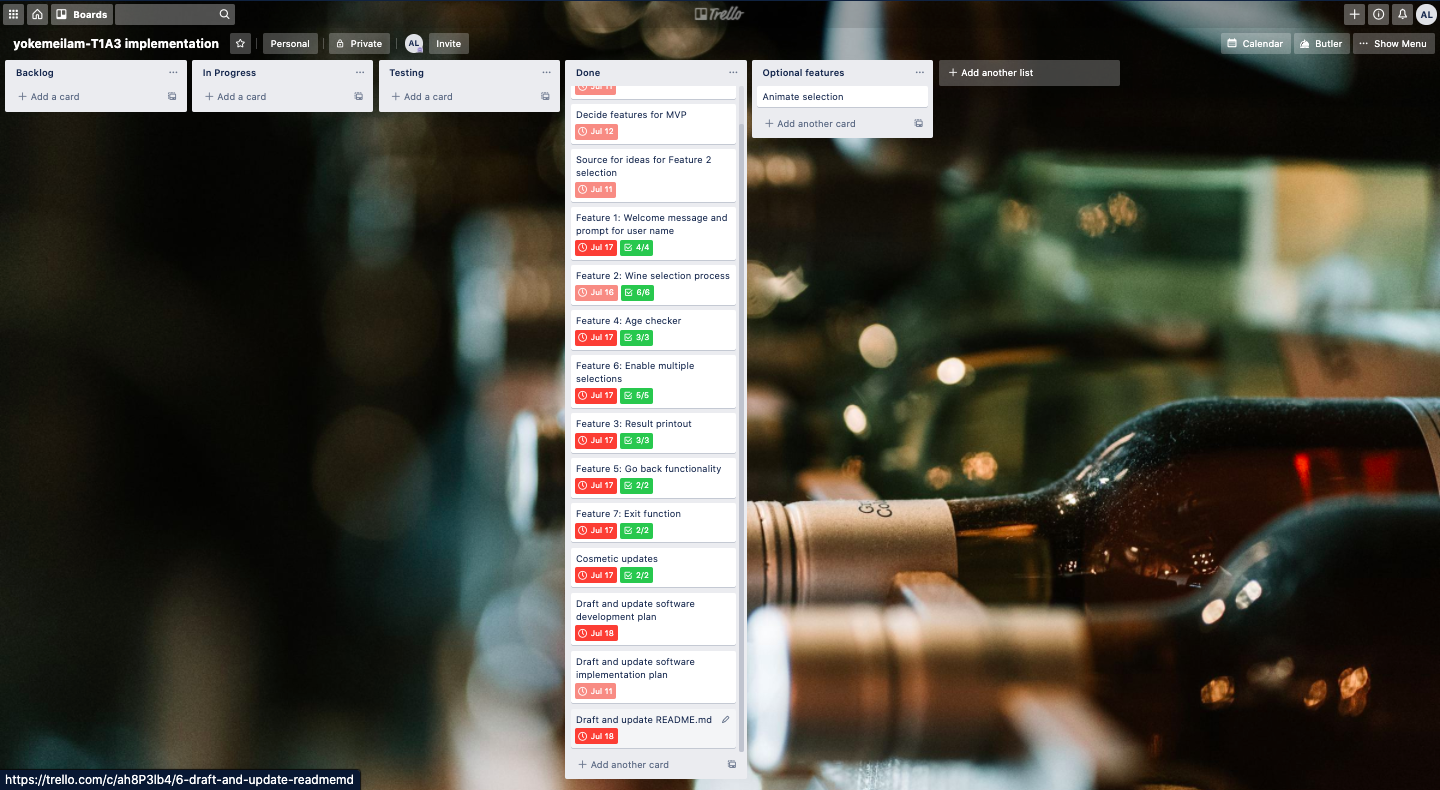 Boards
Trello
AL
yokemeilam-T1A3 implementation
Personal
Private
AL
Invite
Calendar
Butler
Show Menu
Backlog
Add a card
In Progress
Add a card
Testing
Add a card
Done
Jul 11
Decide features for MVP
Jul 12
Source for ideas for Feature 2
selection
Jul 11
Feature 1: Welcome message and
prompt for user name
Jul 17 4/4
Feature 2: Wine selection process
Jul 16 6/6
Feature 4: Age checker
Jul 17 3/3
Feature 6: Enable multiple
selections
Jul 17 5/5
Feature 3: Result printout
Jul 17 3/3
Feature 5: Go back functionality
Jul 17 2/2
Feature 7: Exit function
Jul 17 2/2
Cosmetic updates
Jul 17 2/2
Draft and update software
development plan
Jul 18
Draft and update software
implementation plan
Jul 11
Draft and update README.md
Jul 18
Add another card
Optional features
Animate selection
Add another card
Add another list
https://trello.com/c/ah8P3lb4/6-draft-and-update-readmemd